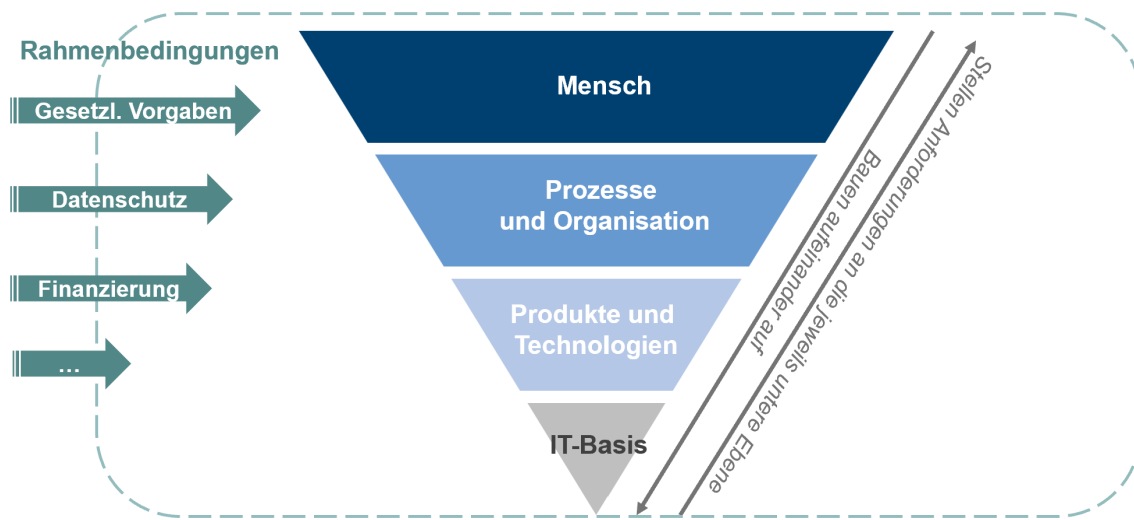 Rahmenbedingungen
Gesetzl. Vorgaben
Datenschutz
Finanzierung
...
Mensch
Prozesse
und Organisation
Produkte und
Technologien
IT-Basis
Bauen aufeinander auf
Stellen Anforderungen an die jeweils untere Ebene